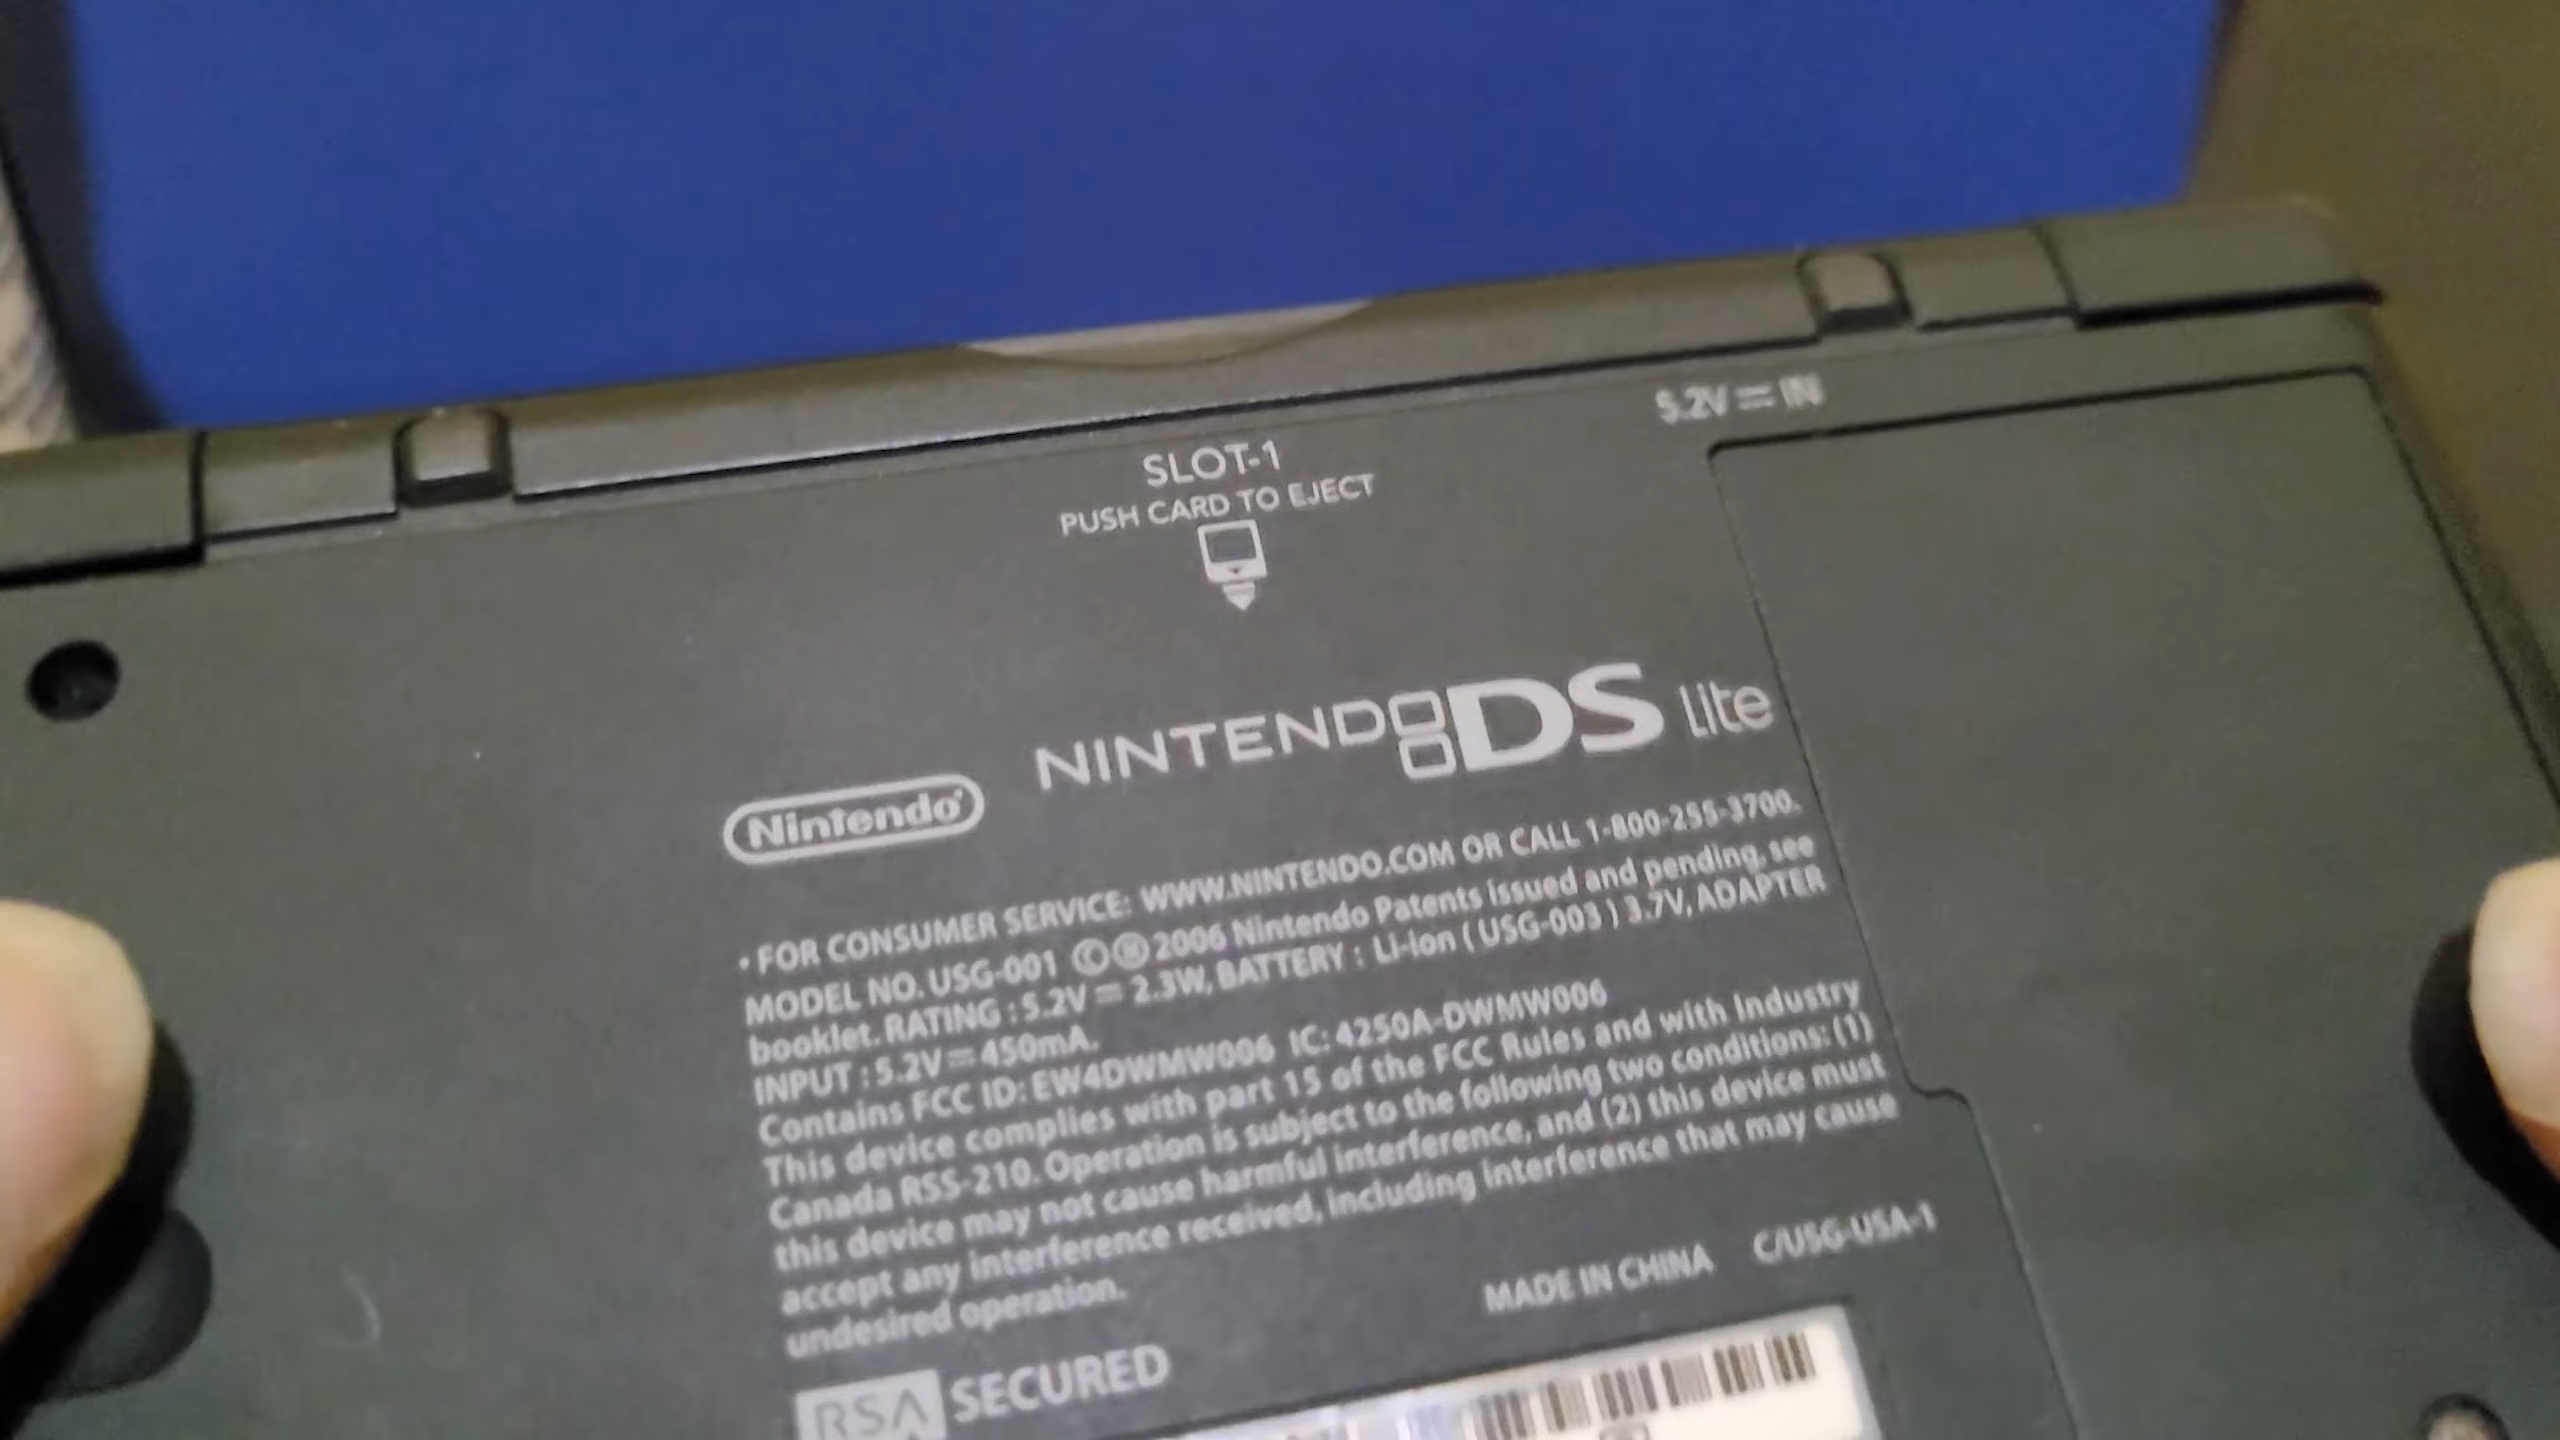 5.2V ⎓ IN
SLOT-1
PUSH CARD TO EJECT
NINTENDO DS Lite
Nintendo®
• FOR CONSUMER SERVICE: WWW.NINTENDO.COM OR CALL 1-800-255-3700.
MODEL NO. USG-001 ©Ⓜ 2006 Nintendo Patents issued and pending, see
booklet. RATING : 5.2V ⎓ 2.3W, BATTERY : Li-ion ( USG-003 ) 3.7V, ADAPTER
INPUT : 5.2V ⎓ 450mA.
Contains FCC ID: EW4DWMW006 IC: 4250A-DWMW006
This device complies with part 15 of the FCC Rules and with Industry
Canada RSS-210. Operation is subject to the following two conditions: (1)
this device may not cause harmful interference, and (2) this device must
accept any interference received, including interference that may cause
undesired operation.
MADE IN CHINA C/USG-USA-1
RSA SECURED